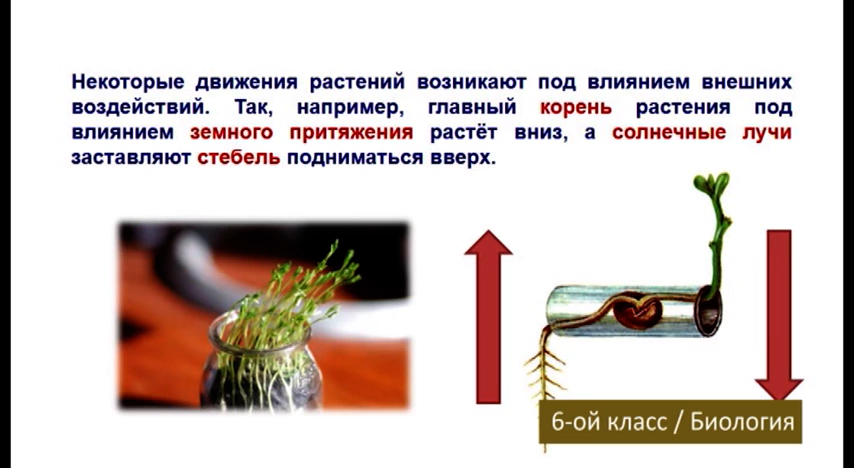 Некоторые движения растений возникают под влиянием внешних
воздействий. Так, например, главный корень растения под
влиянием земного притяжения растёт вниз, а солнечные лучи
заставляют стебель подниматься вверх.
6-ой класс / Биология